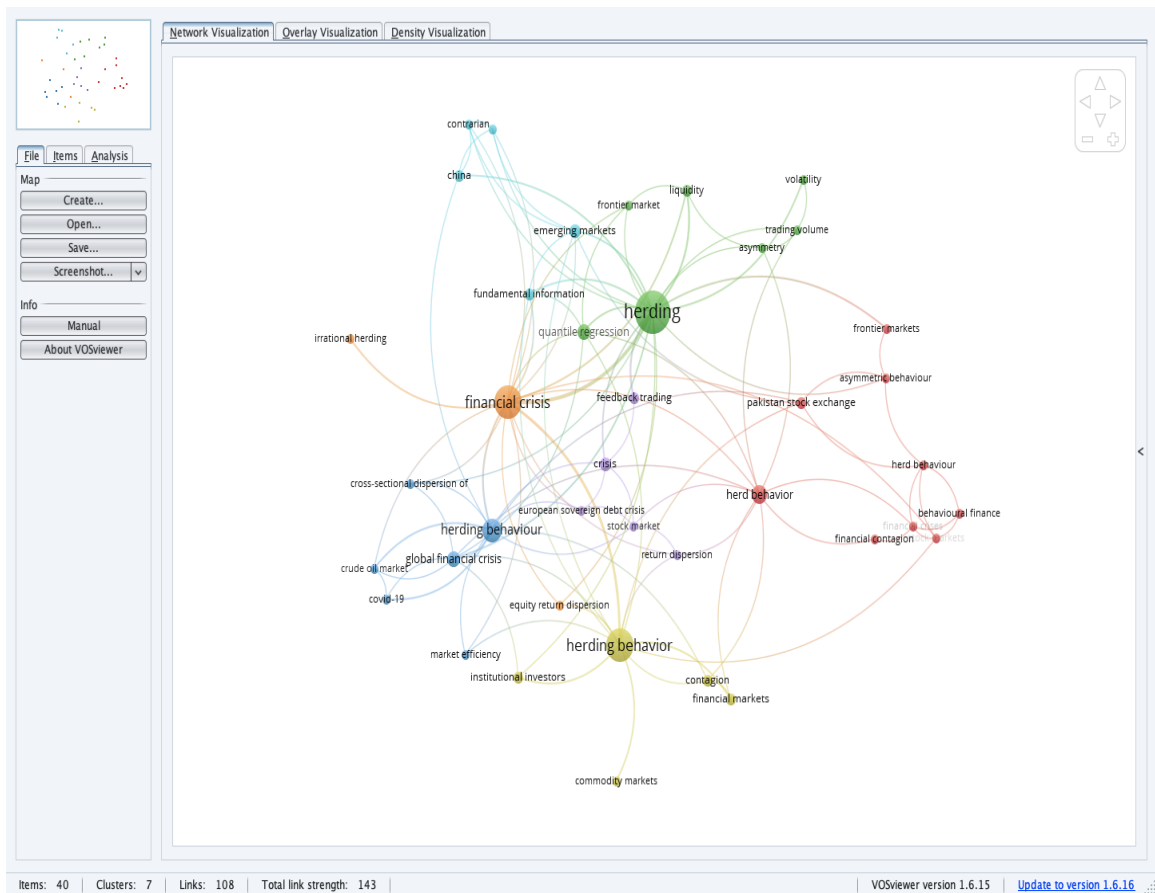 Network Visualization
Overlay Visualization
Density Visualization
File
Items
Analysis
Map
Create...
Open...
Save...
Screenshot...
Info
Manual
About VOSviewer
contrarian
china
volatility
liquidity
frontier market
emerging markets
trading volume
asymmetry
fundamental information
herding
quantile regression
irrational herding
frontier markets
asymmetric behaviour
financial crisis
feedback trading
pakistan stock exchange
crisis
herd behaviour
cross-sectional dispersion of
herd behavior
european sovereign debt crisis
behavioural finance
herding behaviour
stock market
financial contagion
return dispersion
global financial crisis
crude oil market
covid-19
equity return dispersion
herding behavior
market efficiency
institutional investors
contagion
financial markets
commodity markets
Items: 40
Clusters: 7
Links: 108
Total link strength: 143
VOSviewer version 1.6.15
Update to version 1.6.16